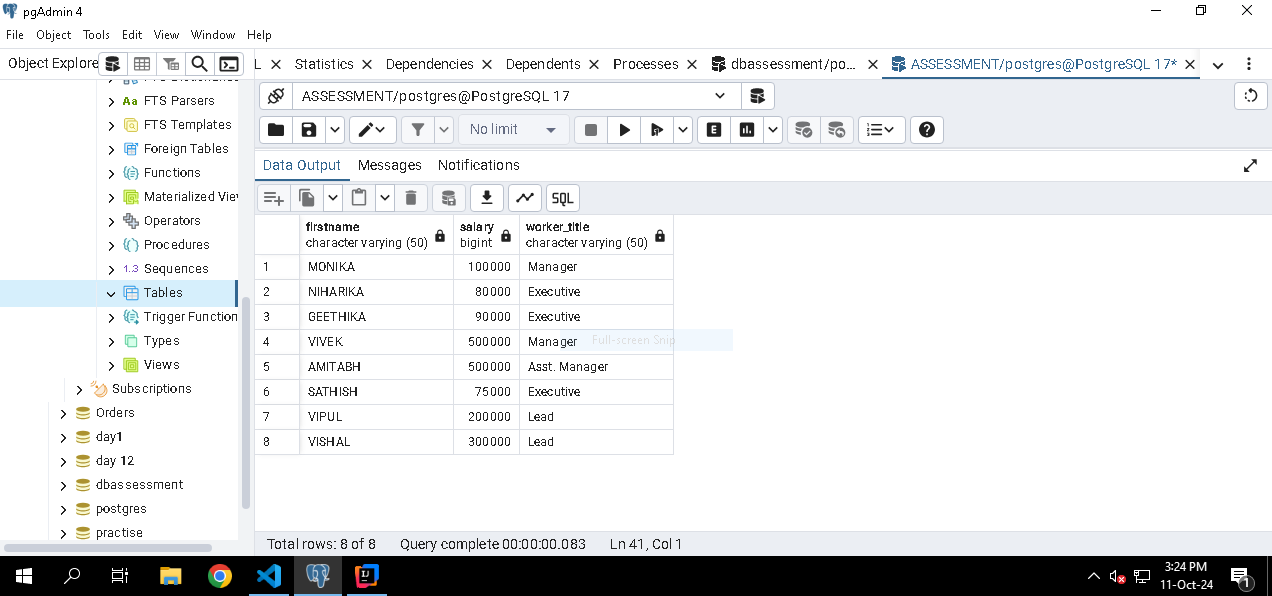 pgAdmin 4
File Object Tools Edit View Window Help
Object Explore
L Statistics Dependencies Dependents Processes dbassessment/po... ASSESSMENT/postgres@PostgreSQL 17*
Aa FTS Parsers
FTS Templates
Foreign Tables
Functions
Materialized Vie
Operators
Procedures
1.3 Sequences
Tables
Trigger Function
Types
Views
Subscriptions
Orders
day1
day 12
dbassessment
postgres
practise
ASSESSMENT/postgres@PostgreSQL 17
No limit
E
Data Output Messages Notifications
SQL
firstname salary worker_title
character varying (50) bigint character varying (50)
1 MONIKA 100000 Manager
2 NIHARIKA 80000 Executive
3 GEETHIKA 90000 Executive
4 VIVEK 500000 Manager
Full-screen Snip
5 AMITABH 500000 Asst. Manager
6 SATHISH 75000 Executive
7 VIPUL 200000 Lead
8 VISHAL 300000 Lead
Total rows: 8 of 8 Query complete 00:00:00.083 Ln 41, Col 1
3:24 PM
11-Oct-24
1